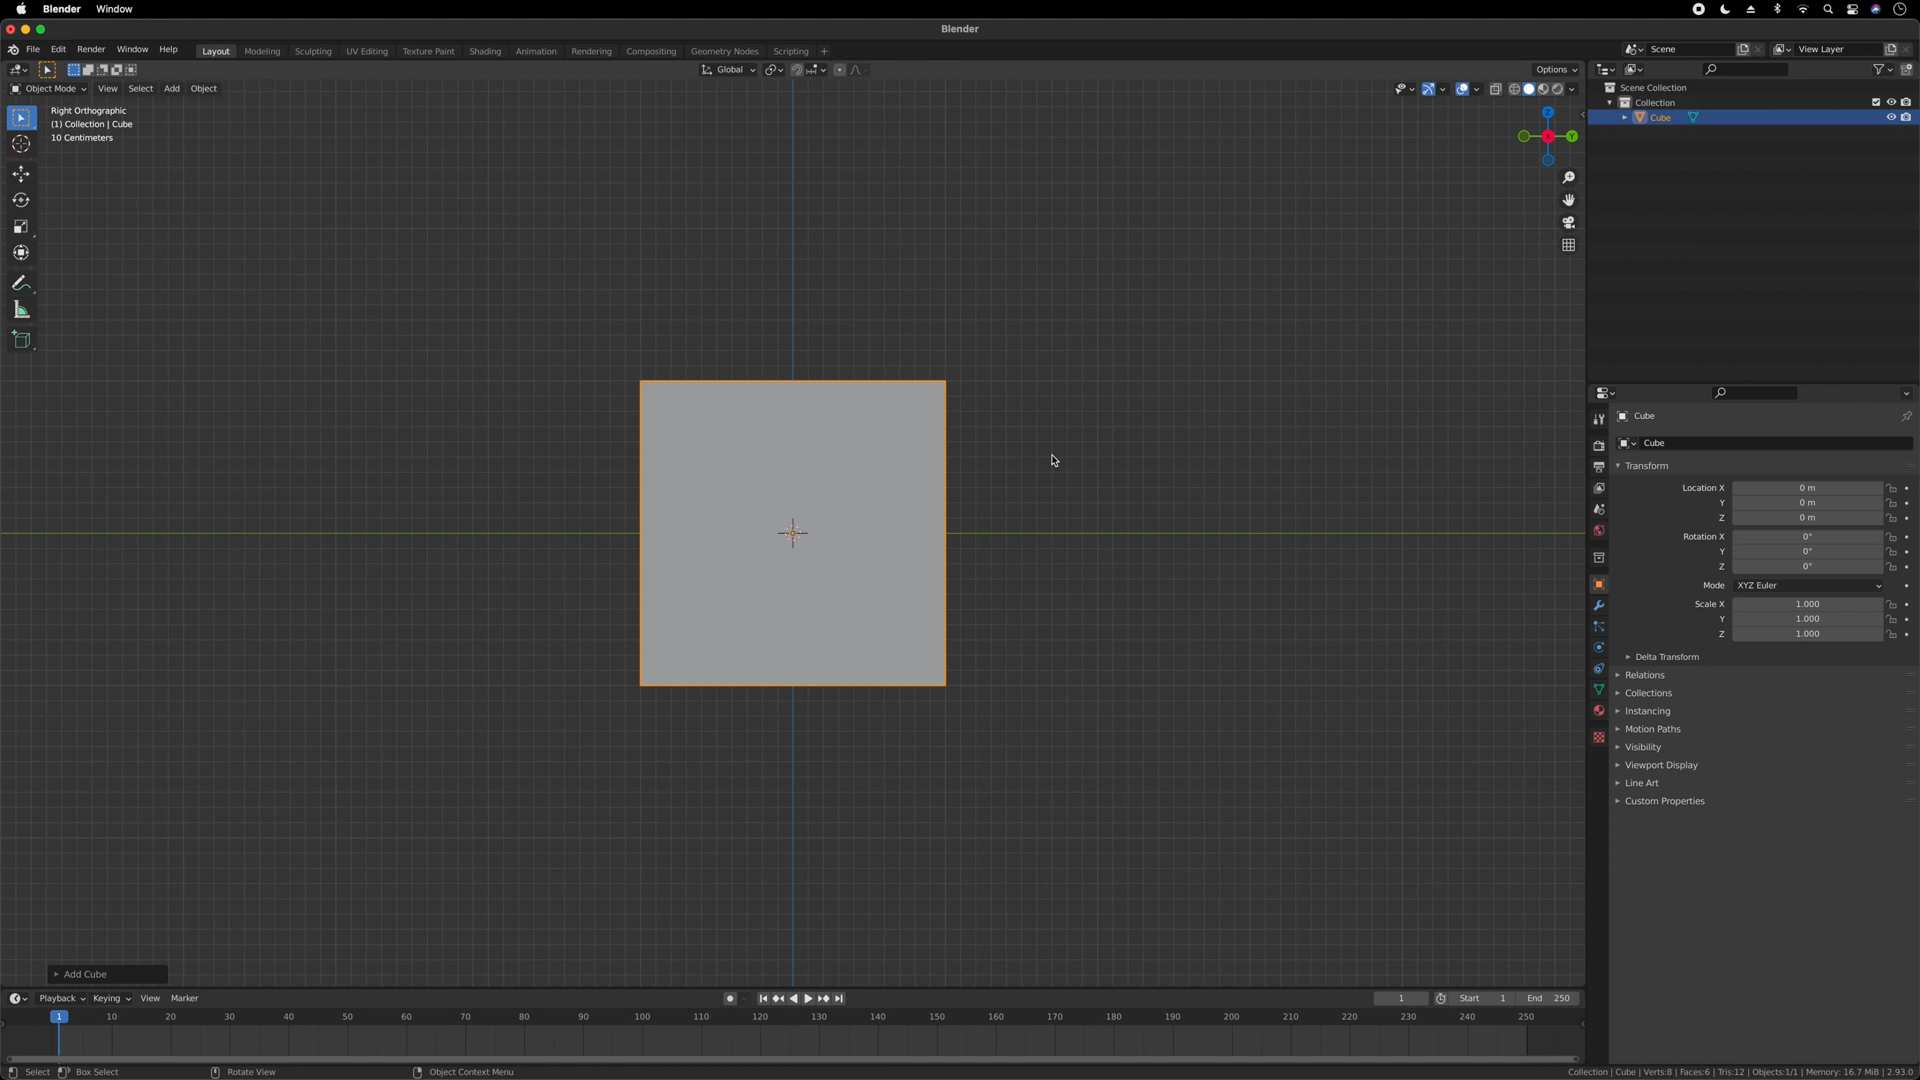 Blender Window
Blender
File Edit Render Window Help Layout Modeling Sculpting UV Editing Texture Paint Shading Animation Rendering Compositing Geometry Nodes Scripting + Scene View Layer
Global Options
Object Mode View Select Add Object
Right Orthographic
(1) Collection | Cube
10 Centimeters
Z
X
Y
Scene Collection
Collection
Cube
Cube
Cube
Transform
Location X 0 m
Y 0 m
Z 0 m
Rotation X 0°
Y 0°
Z 0°
Mode XYZ Euler
Scale X 1.000
Y 1.000
Z 1.000
Delta Transform
Relations
Collections
Instancing
Motion Paths
Visibility
Viewport Display
Line Art
Custom Properties
Add Cube
Playback Keying View Marker 1 Start 1 End 250
1 10 20 30 40 50 60 70 80 90 100 110 120 130 140 150 160 170 180 190 200 210 220 230 240 250
Select Box Select Rotate View Object Context Menu Collection | Cube | Verts:8 | Faces:6 | Tris:12 | Objects:1/1 | Memory: 16.7 MiB | 2.93.0